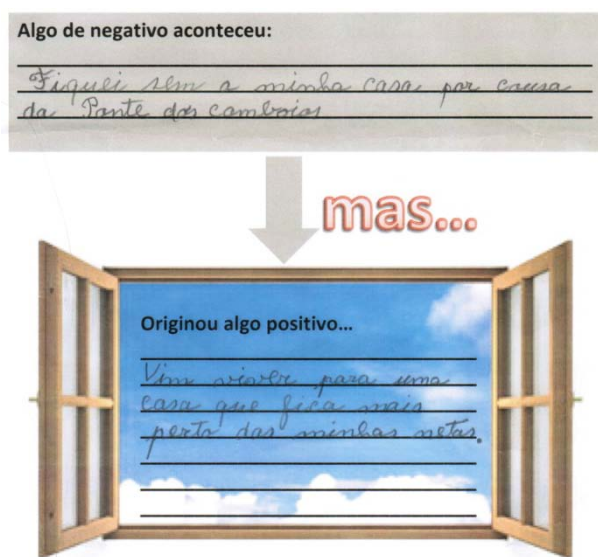 Algo de negativo aconteceu:
Fiquei sem a minha casa por causa
da Ponte dos comboios
mas...
Originou algo positivo...
Vim viver para uma
casa que fica mais
perto das minhas netas.